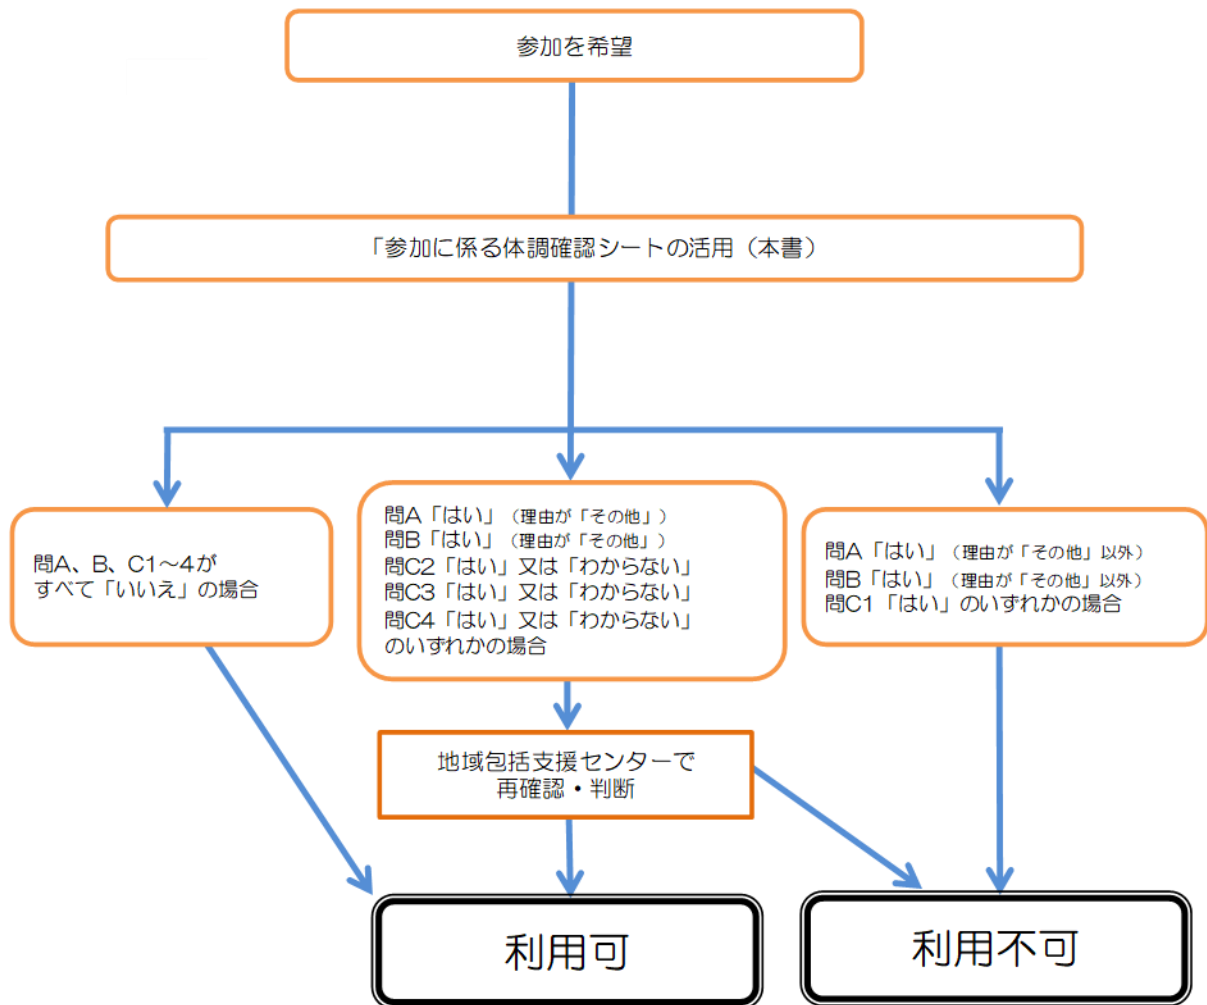 参加を希望
「参加に係る体調確認シートの活用（本書）
問A、B、C1～4が
すべて「いいえ」の場合
問A「はい」（理由が「その他」）
問B「はい」（理由が「その他」）
問C2「はい」又は「わからない」
問C3「はい」又は「わからない」
問C4「はい」又は「わからない」
のいずれかの場合
問A「はい」（理由が「その他」以外）
問B「はい」（理由が「その他」以外）
問C1「はい」のいずれかの場合
地域包括支援センターで
再確認・判断
利用可
利用不可